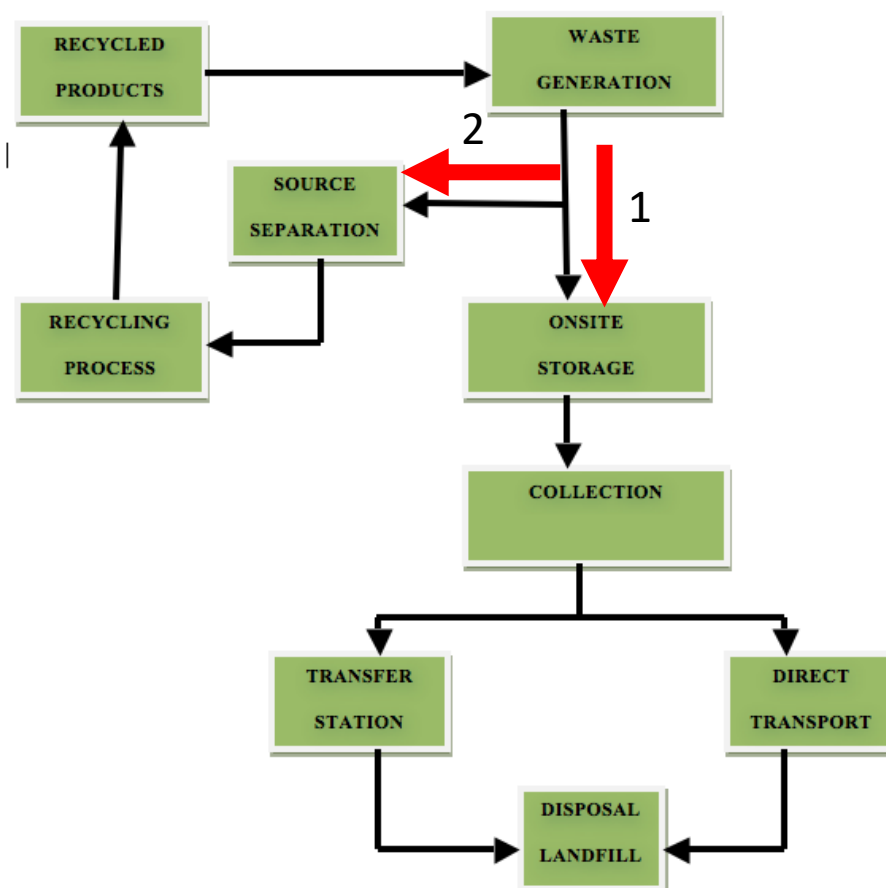 RECYCLED
PRODUCTS
WASTE
GENERATION
2
SOURCE
SEPARATION
1
RECYCLING
PROCESS
ONSITE
STORAGE
COLLECTION
TRANSFER
STATION
DIRECT
TRANSPORT
DISPOSAL
LANDFILL